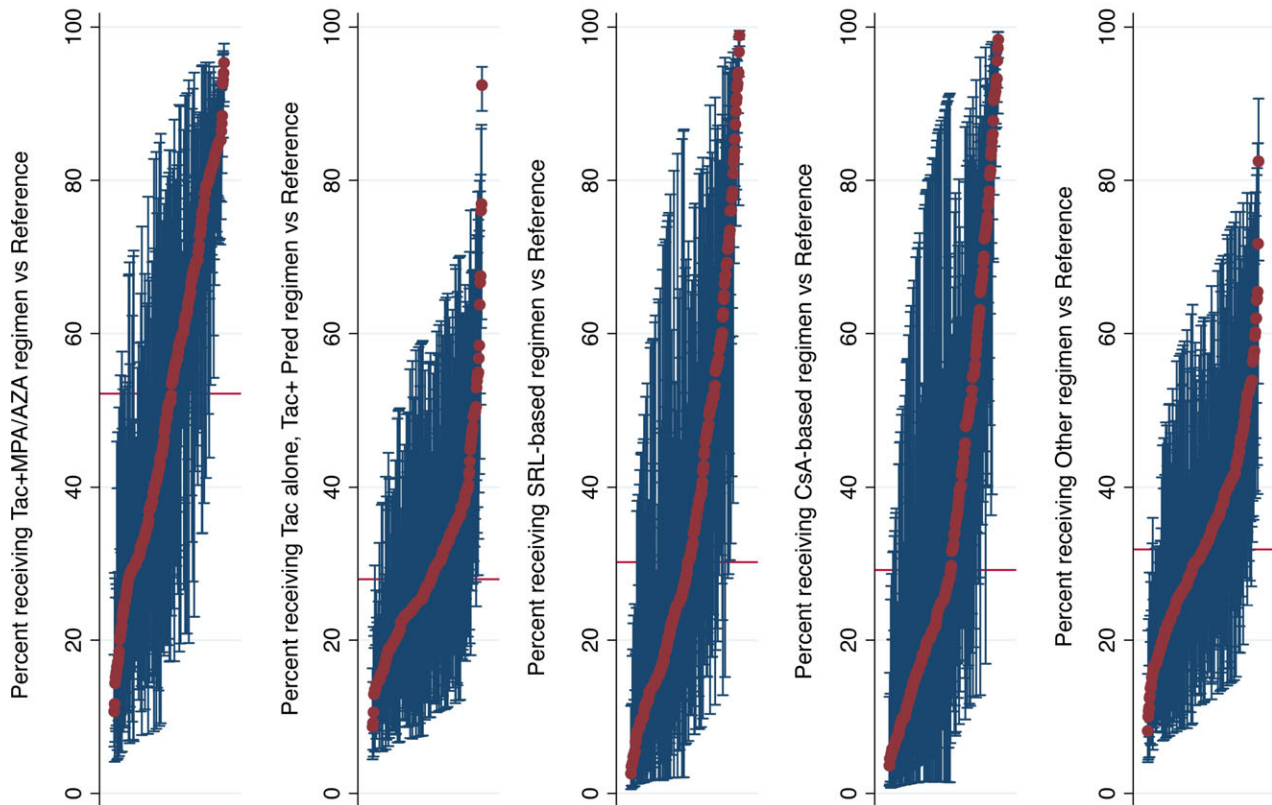 Percent receiving Tac+MPA/AZA regimen vs Reference
0 20 40 60 80 100
Percent receiving Tac alone, Tac+ Pred regimen vs Reference
0 20 40 60 80 100
Percent receiving SRL-based regimen vs Reference
0 20 40 60 80 100
Percent receiving CsA-based regimen vs Reference
0 20 40 60 80 100
Percent receiving Other regimen vs Reference
0 20 40 60 80 100